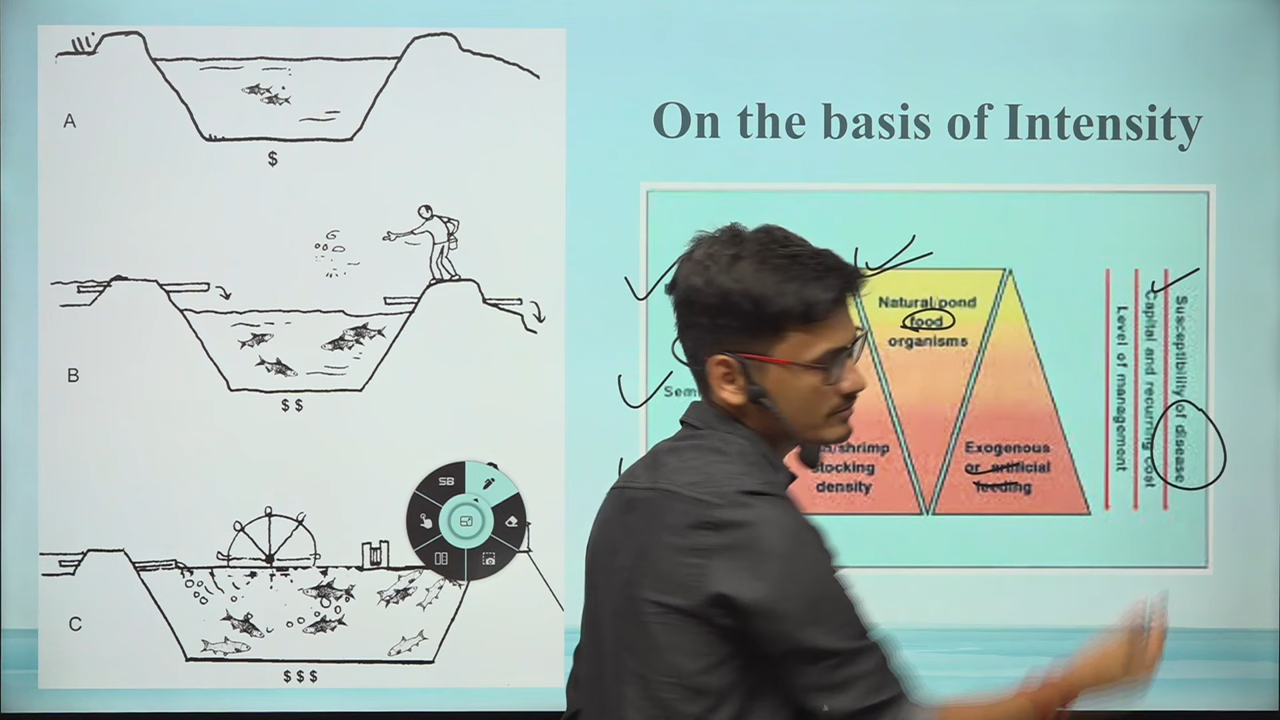 On the basis of Intensity
A
$
B
$ $
SB
C
$ $ $
Natural pond
food
organisms
shrimp
stocking
density
Exogenous
or artificial
feeding
Level of management
Capital and recurring cost
Susceptibility of disease